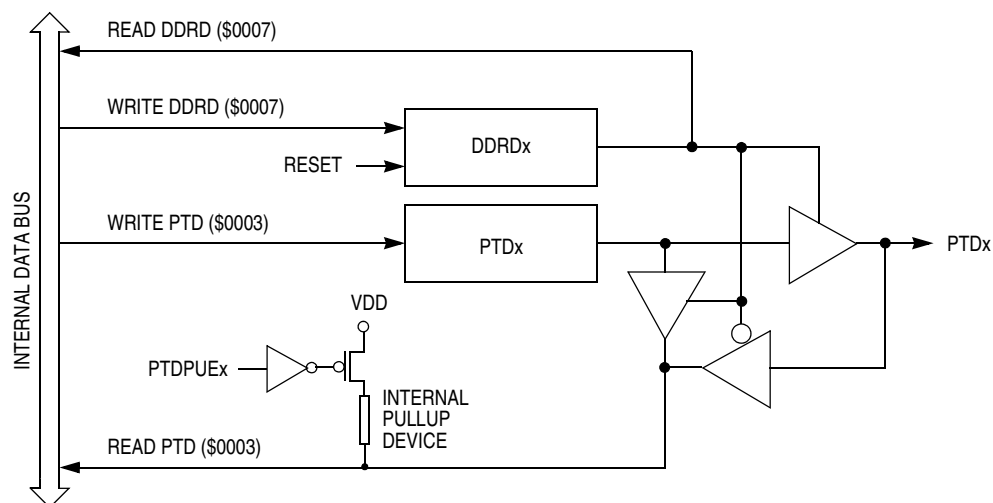 READ DDRD ($0007)
WRITE DDRD ($0007)
DDRDx
RESET
WRITE PTD ($0003)
PTDx
PTDx
INTERNAL DATA BUS
VDD
PTDPUEx
INTERNAL
PULLUP
DEVICE
READ PTD ($0003)